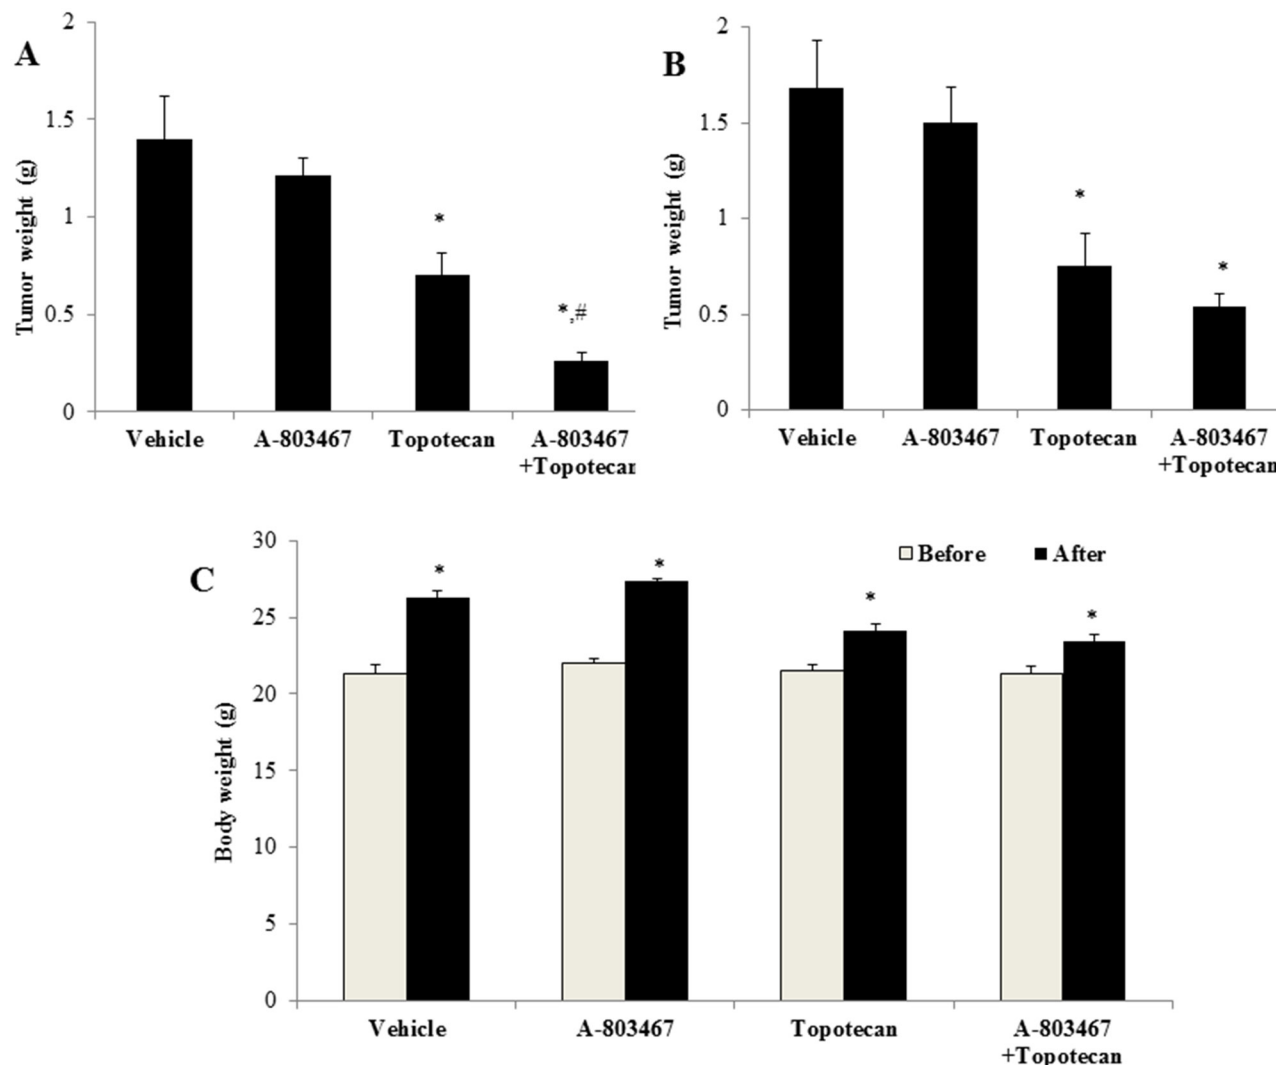 A
Tumor weight (g)
2
1.5
1
0.5
0
*
*,#
Vehicle
A-803467
Topotecan
A-803467
+Topotecan
B
Tumor weight (g)
2
1.5
1
0.5
0
*
*
Vehicle
A-803467
Topotecan
A-803467
+Topotecan
C
Body weight (g)
30
25
20
15
10
5
0
Before
After
*
*
*
*
Vehicle
A-803467
Topotecan
A-803467
+Topotecan